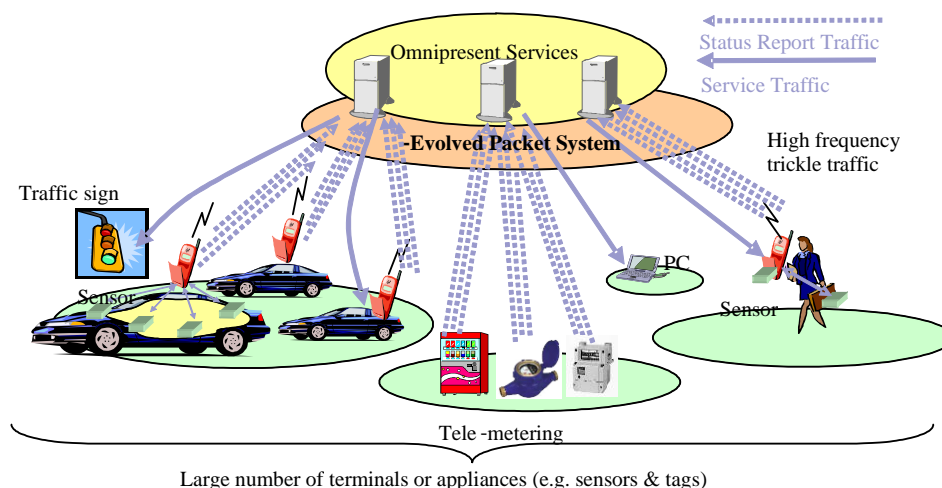 Omnipresent Services
Status Report Traffic
Service Traffic
-Evolved Packet System
High frequency
trickle traffic
Traffic sign
PC
Sensor
Sensor
Tele -metering
Large number of terminals or appliances (e.g. sensors & tags)